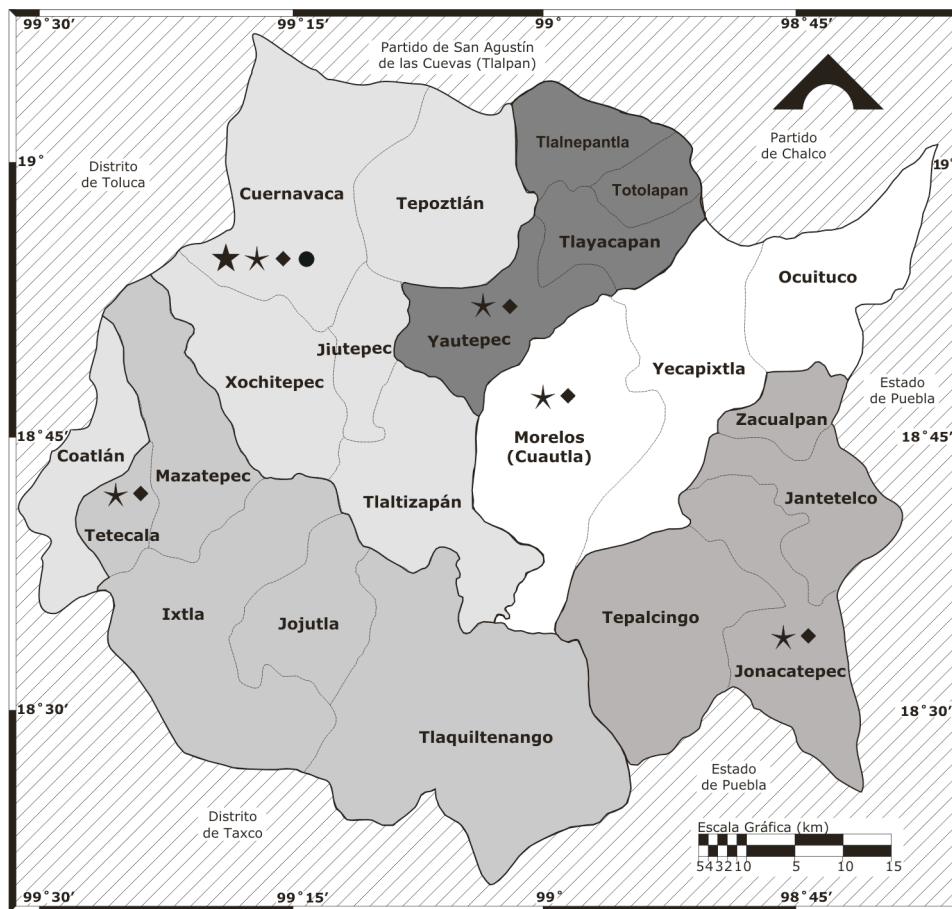 99°30′ 99°15′ 99° 98°45′
Partido de San Agustín
de las Cuevas (Tlalpan)
Tlalnepantla
Partido
de Chalco
19°
19°
Distrito
de Toluca
Cuernavaca
Totolapan
Tepoztlán
Tlayacapan
Ocuituco
Yautepec
Jiutepec
Yecapixtla
Xochitepec
Estado
de Puebla
Zacualpan
18°45′
18°45′
Morelos
(Cuautla)
Coatlán
Mazatepec
Jantetelco
Tlaltizapán
Tetecala
Ixtla
Jojutla
Tepalcingo
Jonacatepec
18°30′
18°30′
Tlaquiltenango
Estado
de Puebla
Distrito
de Taxco
Escala Gráfica (km)
5 4 3 2 1 0 5 10 15
99°30′ 99°15′ 99° 98°45′